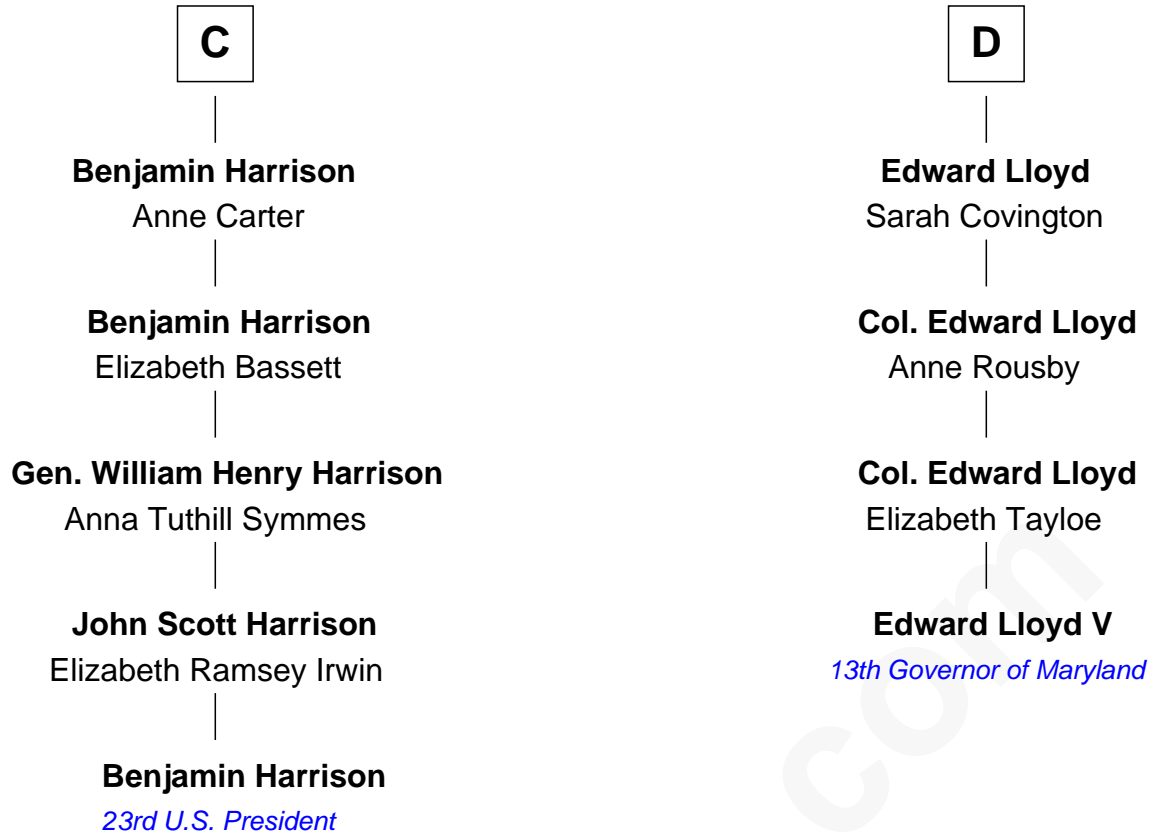 C
Benjamin Harrison
Anne Carter
Benjamin Harrison
Elizabeth Bassett
Gen. William Henry Harrison
Anna Tuthill Symmes
John Scott Harrison
Elizabeth Ramsey Irwin
Benjamin Harrison
23rd U.S. President
D
Edward Lloyd
Sarah Covington
Col. Edward Lloyd
Anne Rousby
Col. Edward Lloyd
Elizabeth Tayloe
Edward Lloyd V
13th Governor of Maryland
com